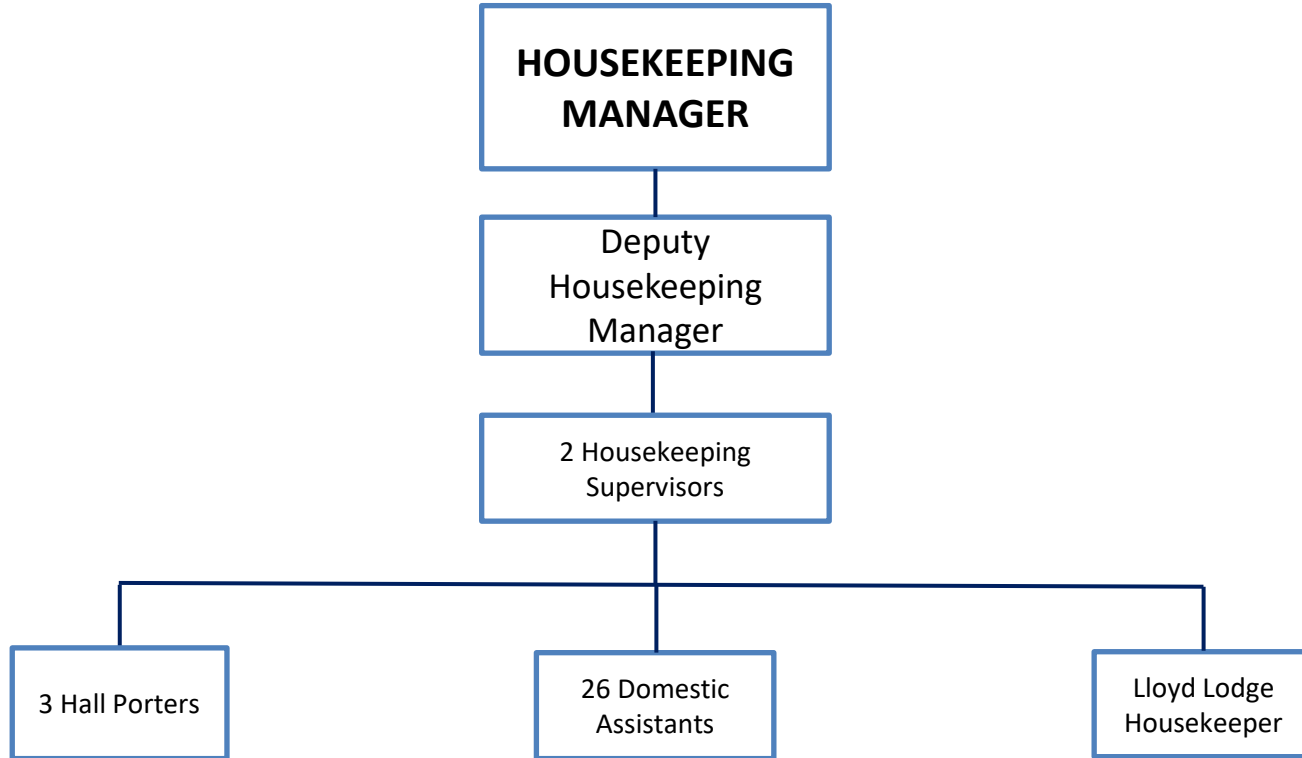 HOUSEKEEPING
MANAGER
Deputy
Housekeeping
Manager
2 Housekeeping
Supervisors
3 Hall Porters
26 Domestic
Assistants
Lloyd Lodge
Housekeeper